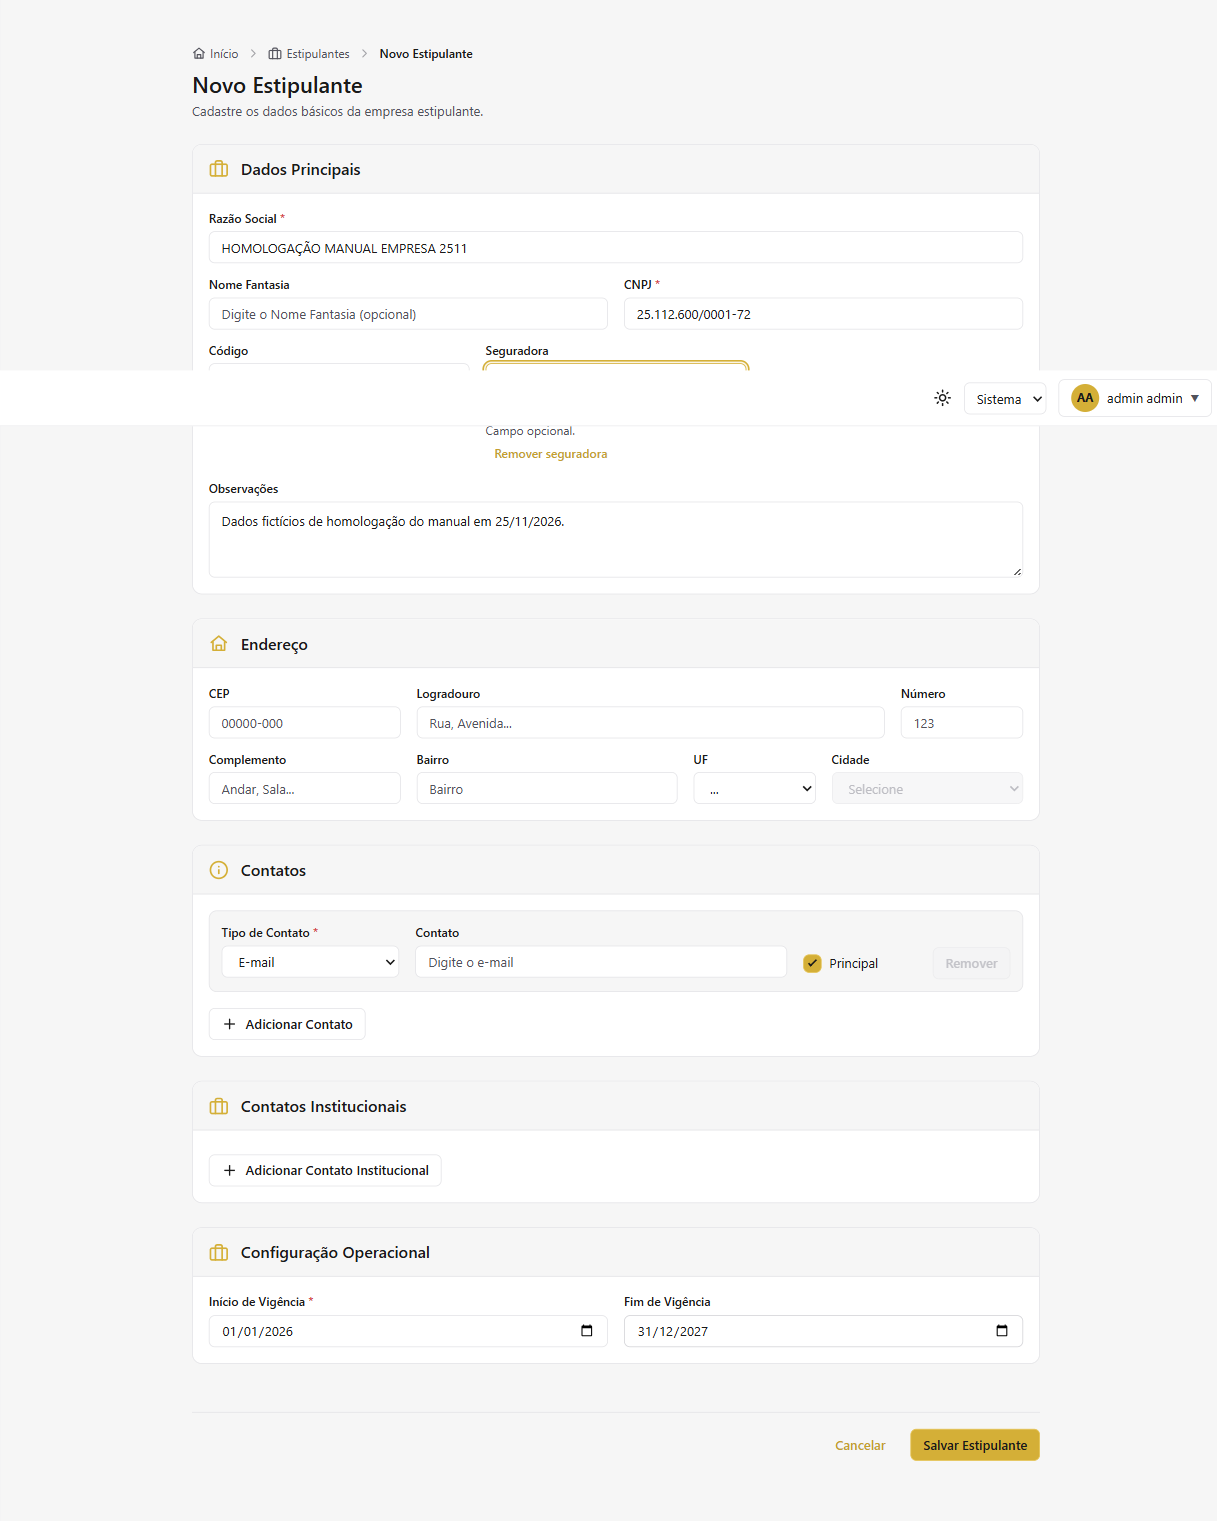 Início > Estipulantes > Novo Estipulante
Novo Estipulante
Cadastre os dados básicos da empresa estipulante.
Dados Principais
Razão Social *
HOMOLOGAÇÃO MANUAL EMPRESA 2511
Nome Fantasia CNPJ *
Digite o Nome Fantasia (opcional) 25.112.600/0001-72
Código Seguradora
Sistema AA admin admin ▼
Campo opcional.
Remover seguradora
Observações
Dados fictícios de homologação do manual em 25/11/2026.
Endereço
CEP Logradouro Número
00000-000 Rua, Avenida... 123
Complemento Bairro UF Cidade
Andar, Sala... Bairro ... Selecione
Contatos
Tipo de Contato * Contato
E-mail Digite o e-mail Principal Remover
+ Adicionar Contato
Contatos Institucionais
+ Adicionar Contato Institucional
Configuração Operacional
Início de Vigência * Fim de Vigência
01/01/2026 31/12/2027
Cancelar Salvar Estipulante